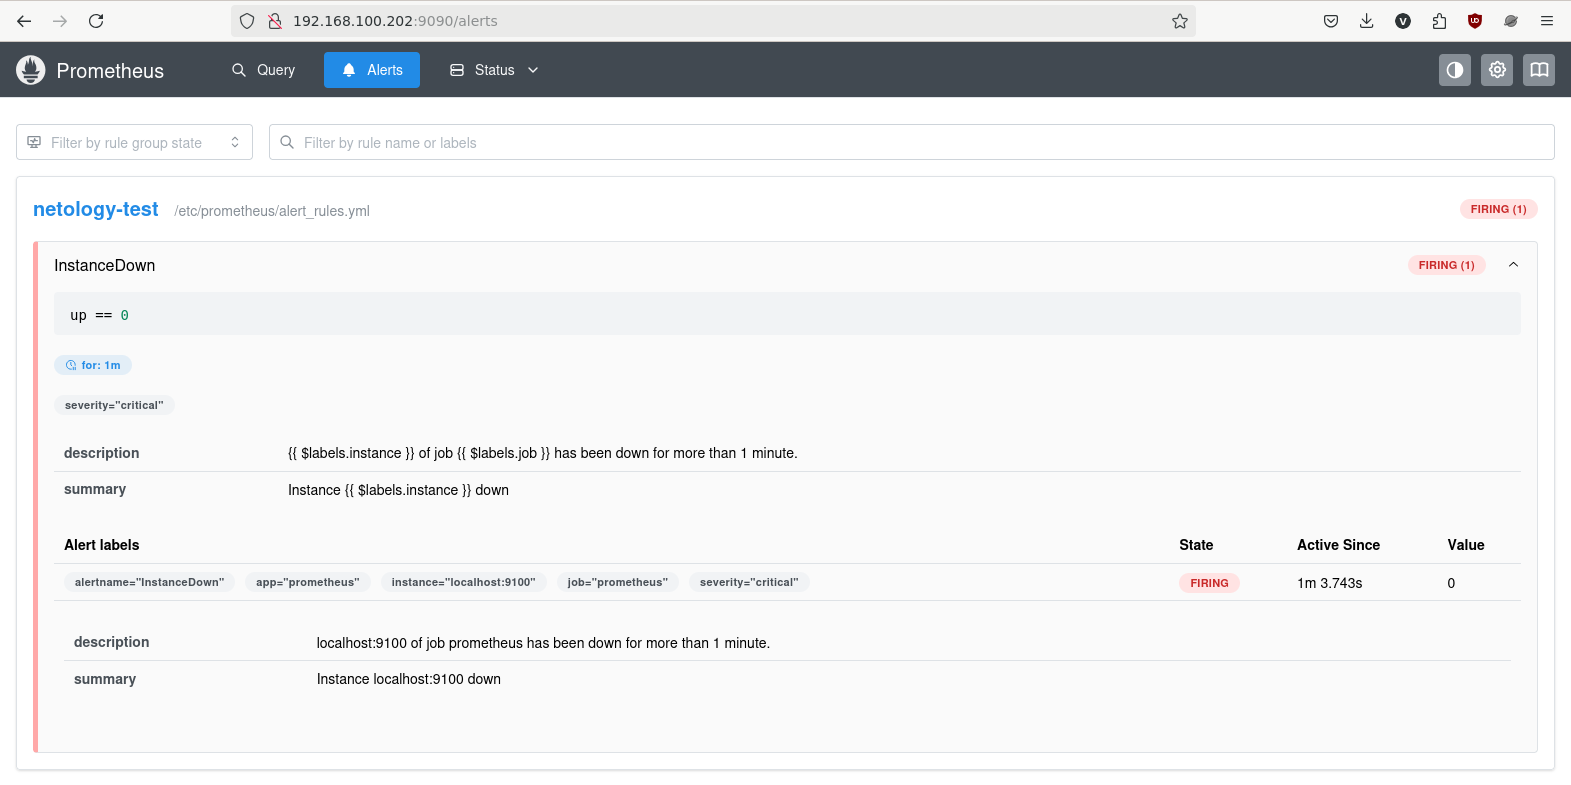 192.168.100.202:9090/alerts
Prometheus Query Alerts Status
Filter by rule group state Filter by rule name or labels
netology-test /etc/prometheus/alert_rules.yml FIRING (1)
InstanceDown FIRING (1)
up == 0
for: 1m
severity="critical"
description {{ $labels.instance }} of job {{ $labels.job }} has been down for more than 1 minute.
summary Instance {{ $labels.instance }} down
Alert labels State Active Since Value
alertname="InstanceDown" app="prometheus" instance="localhost:9100" job="prometheus" severity="critical" FIRING 1m 3.743s 0
description localhost:9100 of job prometheus has been down for more than 1 minute.
summary Instance localhost:9100 down